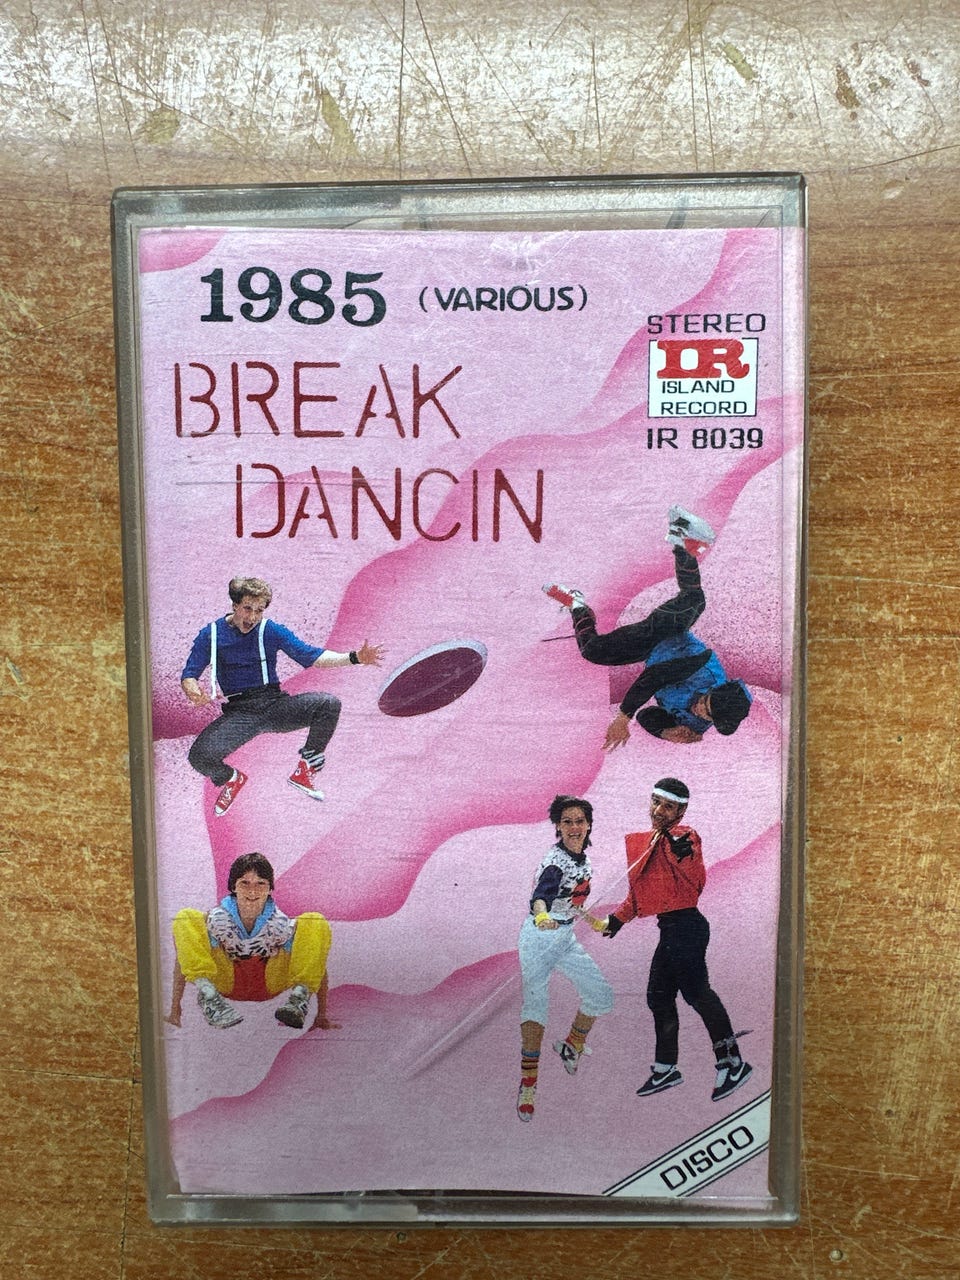 1985 (VARIOUS)
STEREO
IR
ISLAND
RECORD
IR 8039
BREAK
DANCIN
DISCO